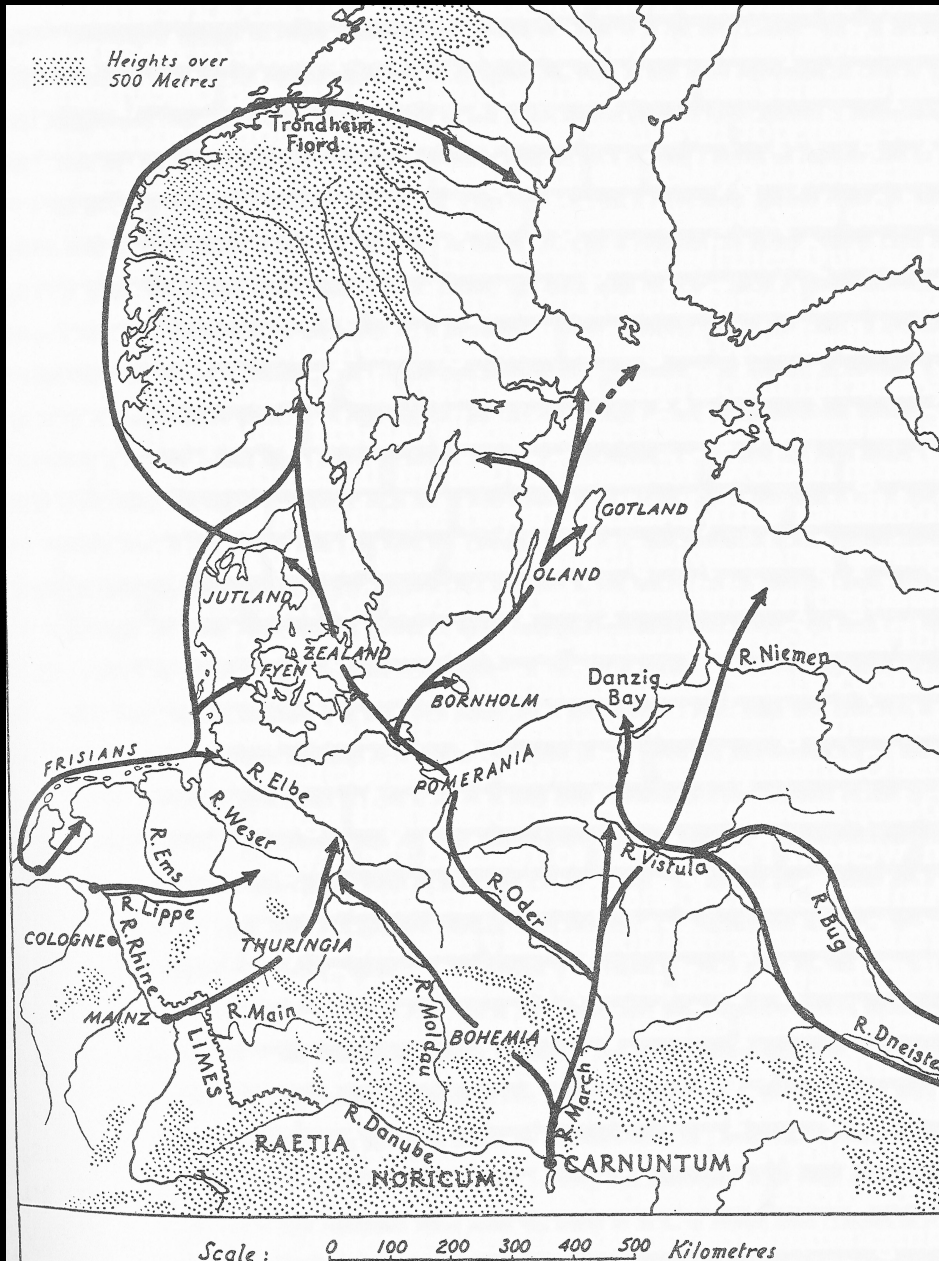 Heights over
500 Metres
Trondheim
Fiord
GOTLAND
OLAND
JUTLAND
ZEALAND
FYEN
R. Niemen
Danzig
Bay
BORNHOLM
FRISIANS
POMERANIA
R. Elbe
R. Weser
R. Ems
R. Vistula
R. Oder
R. Lippe
R. Bug
COLOGNE
R. Rhine
THURINGIA
MAINZ
R. Main
R. Moldau
BOHEMIA
LIMES
R. Dneiste
R. March
R. Danube
RAETIA
CARNUNTUM
NORICUM
Scale : 0 100 200 300 400 500 Kilometres